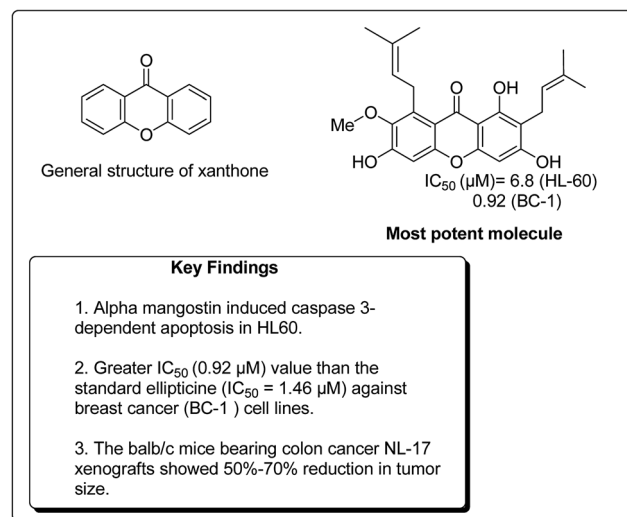 O
O
General structure of xanthone
O
OH
O
Me
HO
O
OH
IC50 (µM)= 6.8 (HL-60)
0.92 (BC-1)
Most potent molecule
Key Findings
1. Alpha mangostin induced caspase 3-
dependent apoptosis in HL60.
2. Greater IC50 (0.92 µM) value than the
standard ellipticine (IC50 = 1.46 µM) against
breast cancer (BC-1 ) cell lines.
3. The balb/c mice bearing colon cancer NL-17
xenografts showed 50%-70% reduction in tumor
size.